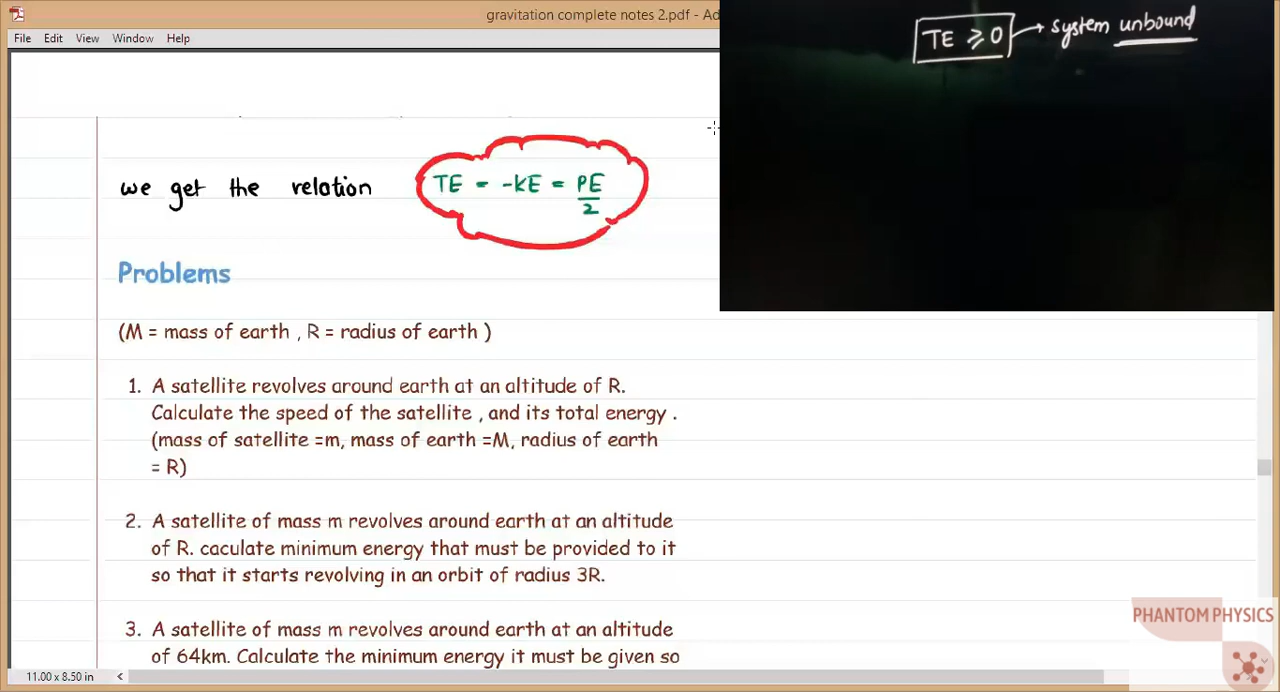 gravitation complete notes 2.pdf - Ad
File Edit View Window Help
TE ⩾ 0 → system unbound
we get the relation TE = -KE = PE/2
Problems
(M = mass of earth , R = radius of earth )
1. A satellite revolves around earth at an altitude of R.
Calculate the speed of the satellite , and its total energy .
(mass of satellite =m, mass of earth =M, radius of earth
= R)
2. A satellite of mass m revolves around earth at an altitude
of R. caculate minimum energy that must be provided to it
so that it starts revolving in an orbit of radius 3R.
3. A satellite of mass m revolves around earth at an altitude
of 64km. Calculate the minimum energy it must be given so
PHANTOM PHYSICS
11.00 x 8.50 in